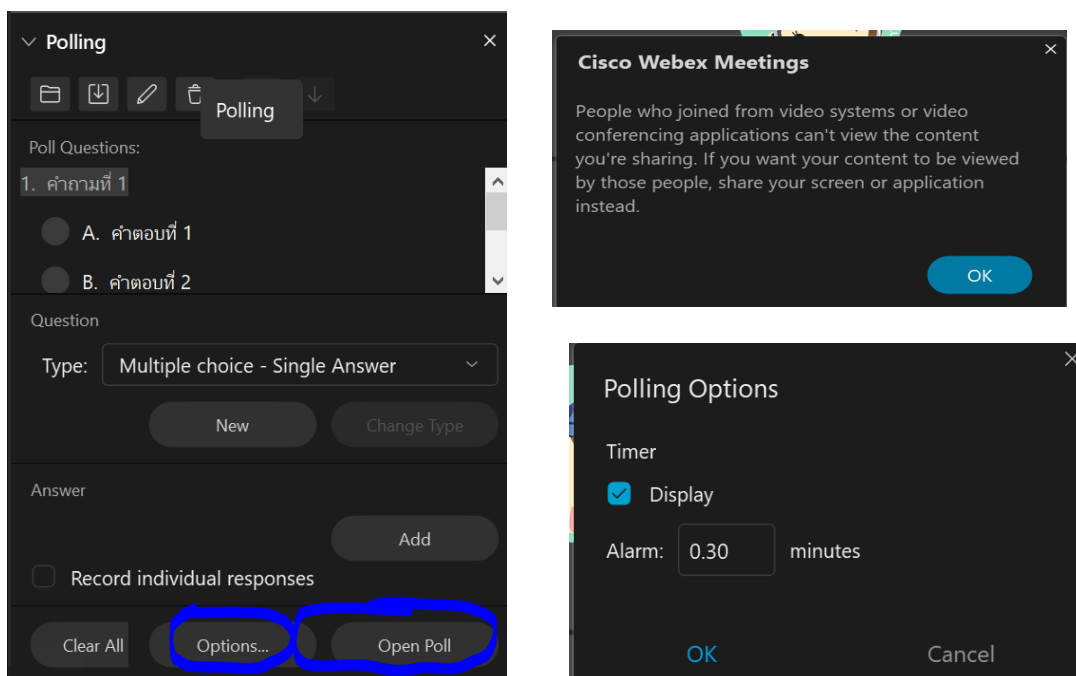 Polling
Polling
Poll Questions:
1. คำถามที่ 1
A. คำตอบที่ 1
B. คำตอบที่ 2
Question
Type: Multiple choice - Single Answer
New
Change Type
Answer
Add
Record individual responses
Clear All
Options...
Open Poll
Cisco Webex Meetings
People who joined from video systems or video
conferencing applications can't view the content
you're sharing. If you want your content to be viewed
by those people, share your screen or application
instead.
OK
Polling Options
Timer
Display
Alarm: 0.30 minutes
OK
Cancel